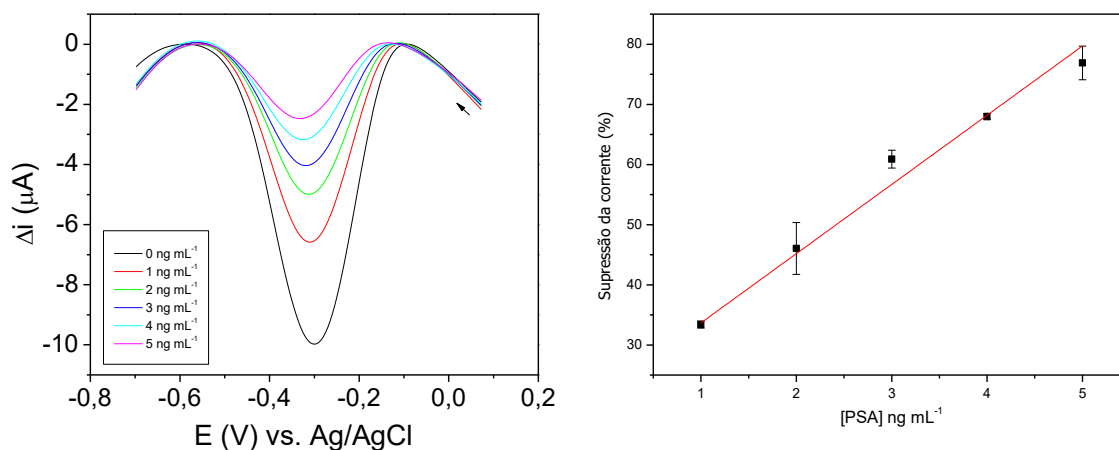 0
-2
-4
-6
-8
-10
Δi (μA)
0 ng mL⁻¹
1 ng mL⁻¹
2 ng mL⁻¹
3 ng mL⁻¹
4 ng mL⁻¹
5 ng mL⁻¹
-0,8 -0,6 -0,4 -0,2 0,0 0,2
E (V) vs. Ag/AgCl
80
70
60
50
40
30
Supressão da corrente (%)
1 2 3 4 5
[PSA] ng mL⁻¹